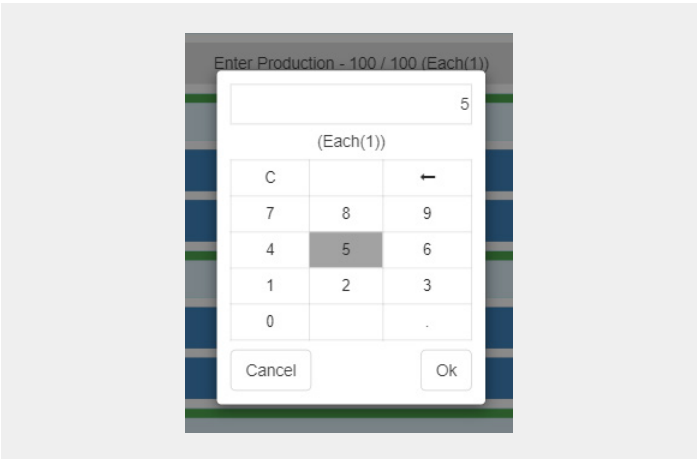 Enter Production - 100 / 100 (Each(1))
5
(Each(1))
C ←
7 8 9
4 5 6
1 2 3
0 .
Cancel Ok